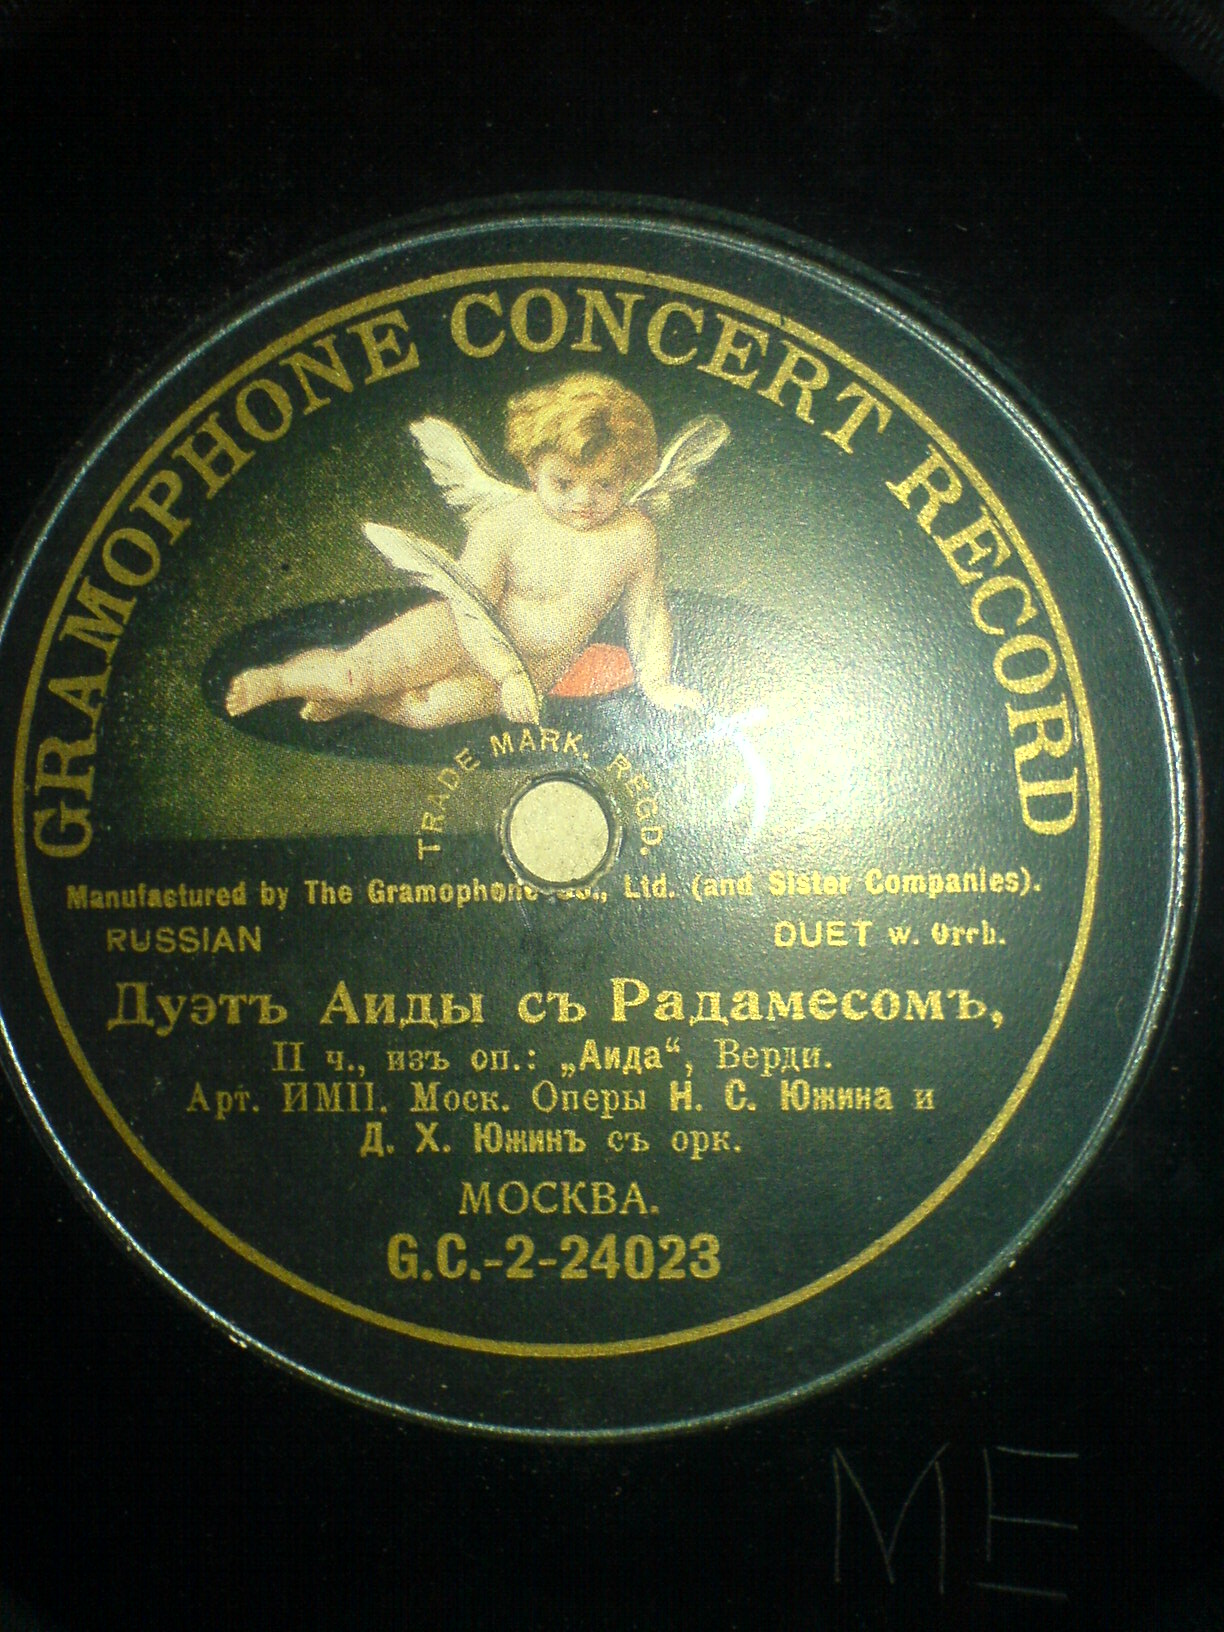 GRAMOPHONE CONCERT RECORD
TRADE MARK. REGD.
Manufactured by The Gramophone Co., Ltd. (and Sister Companies).
RUSSIAN DUET w. Orch.
Дуэтъ Аиды съ Радамесомъ,
II ч., изъ оп.: „Аида“, Верди.
Арт. ИМП. Моск. Оперы Н. С. Южина и
Д. Х. Южинъ съ орк.
МОСКВА.
G.C.-2-24023
ME